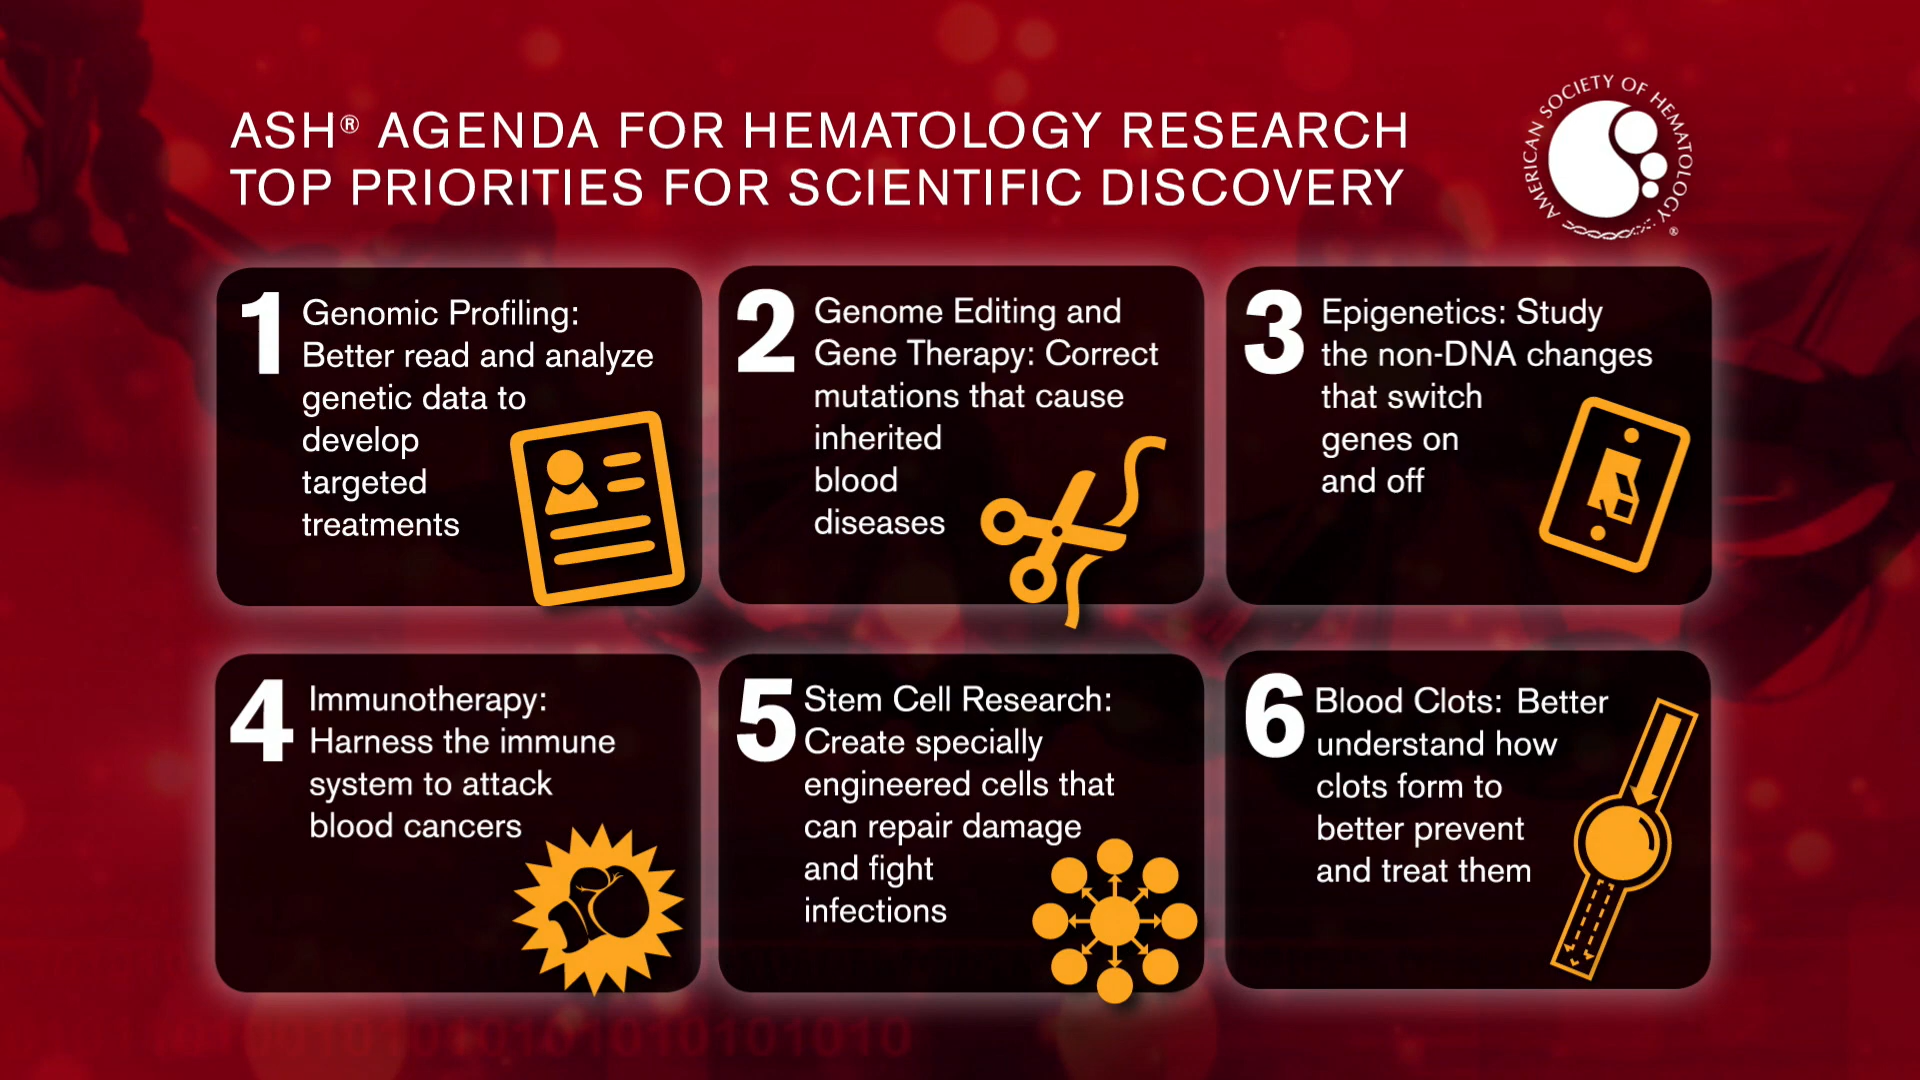 ASH® AGENDA FOR HEMATOLOGY RESEARCH
TOP PRIORITIES FOR SCIENTIFIC DISCOVERY
AMERICAN SOCIETY OF HEMATOLOGY ®
1
Genomic Profiling:
Better read and analyze
genetic data to
develop
targeted
treatments
2
Genome Editing and
Gene Therapy: Correct
mutations that cause
inherited
blood
diseases
3
Epigenetics: Study
the non-DNA changes
that switch
genes on
and off
4
Immunotherapy:
Harness the immune
system to attack
blood cancers
5
Stem Cell Research:
Create specially
engineered cells that
can repair damage
and fight
infections
6
Blood Clots: Better
understand how
clots form to
better prevent
and treat them